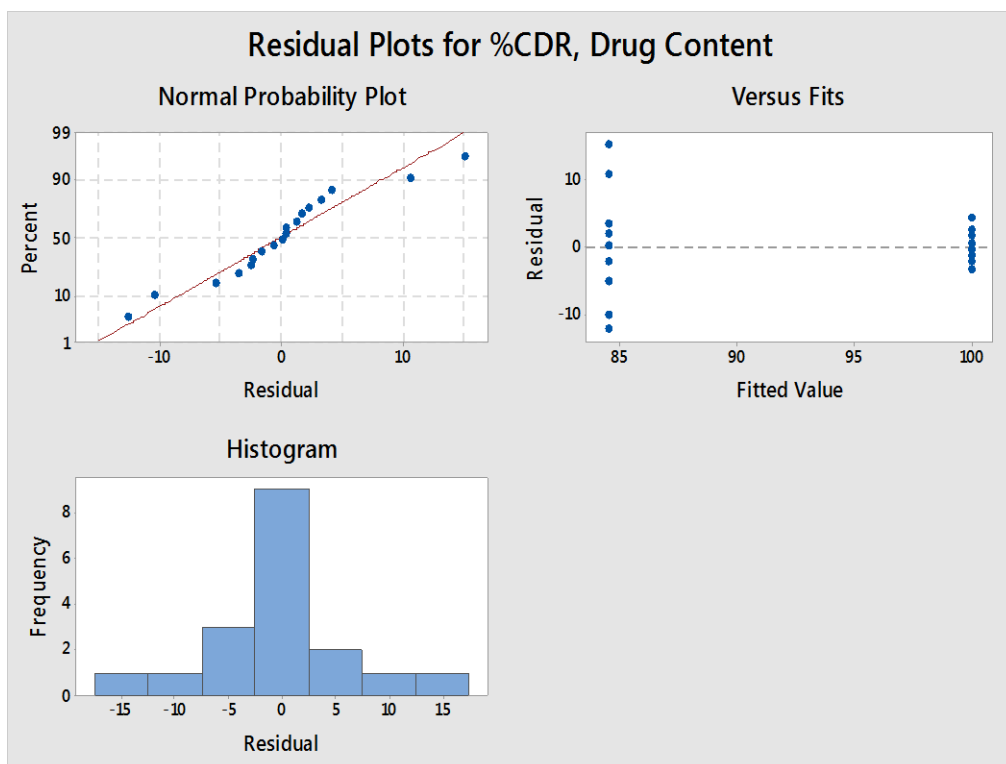 Residual Plots for %CDR, Drug Content
Normal Probability Plot
Percent
99
90
50
10
1
-10 0 10
Residual
Versus Fits
Residual
10
0
-10
85 90 95 100
Fitted Value
Histogram
Frequency
8
6
4
2
0
-15 -10 -5 0 5 10 15
Residual